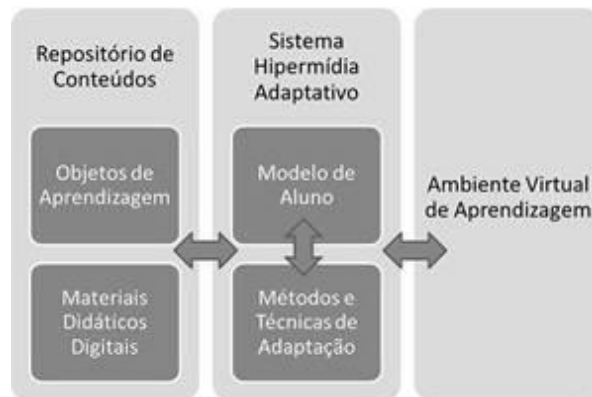 Repositório de
Conteúdos
Objetos de
Aprendizagem
Materiais
Didáticos
Digitais
Sistema
Hipermídia
Adaptativo
Modelo de
Aluno
Métodos e
Técnicas de
Adaptação
Ambiente Virtual
de Aprendizagem